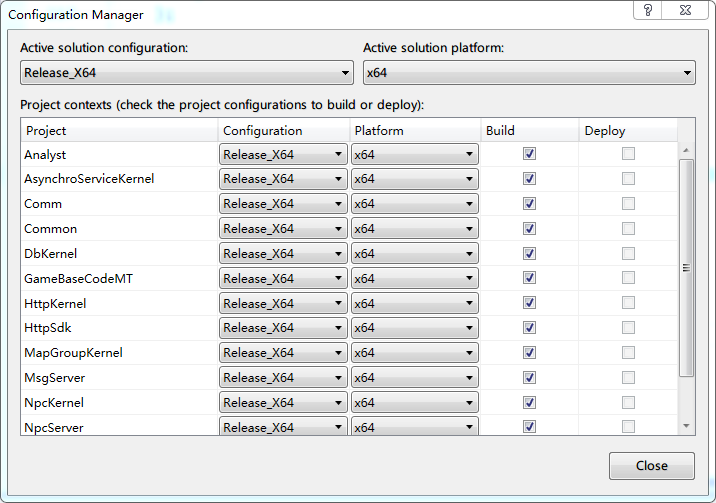 Configuration Manager
Active solution configuration: Active solution platform:
Release_X64 x64
Project contexts (check the project configurations to build or deploy):
Project Configuration Platform Build Deploy
Analyst Release_X64 x64
AsynchroServiceKernel Release_X64 x64
Comm Release_X64 x64
Common Release_X64 x64
DbKernel Release_X64 x64
GameBaseCodeMT Release_X64 x64
HttpKernel Release_X64 x64
HttpSdk Release_X64 x64
MapGroupKernel Release_X64 x64
MsgServer Release_X64 x64
NpcKernel Release_X64 x64
NpcServer Release_X64 x64
Close